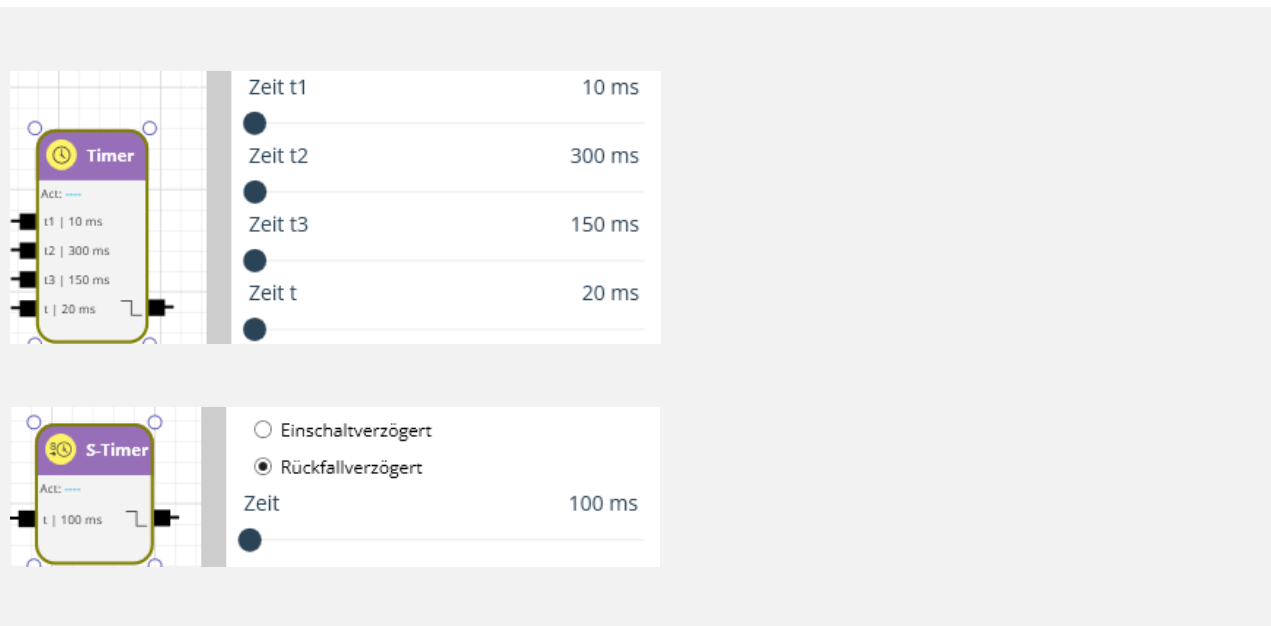 Zeit t1 10 ms
Timer
Zeit t2 300 ms
Act: ----
t1 | 10 ms
Zeit t3 150 ms
t2 | 300 ms
t3 | 150 ms
Zeit t 20 ms
t | 20 ms
Einschaltverzögert
S-Timer
Rückfallverzögert
Act: ----
Zeit 100 ms
t | 100 ms